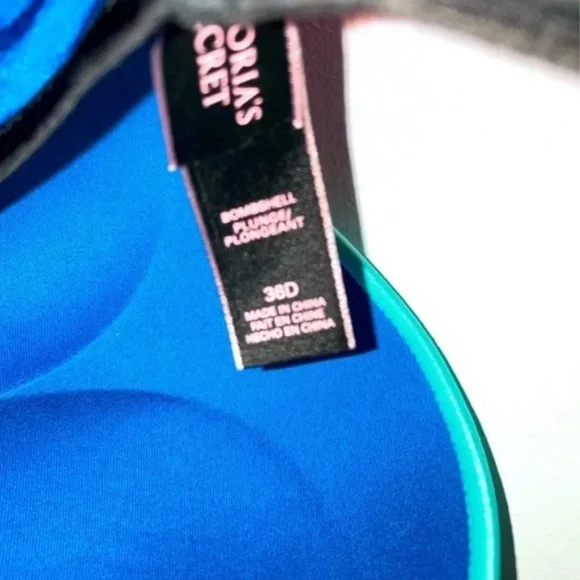 ORIA'S
CRET
BOMBSHELL
PLUNGE/
PLONGEANT
36D
MADE IN CHINA
FAIT EN CHINE
HECHO EN CHINA